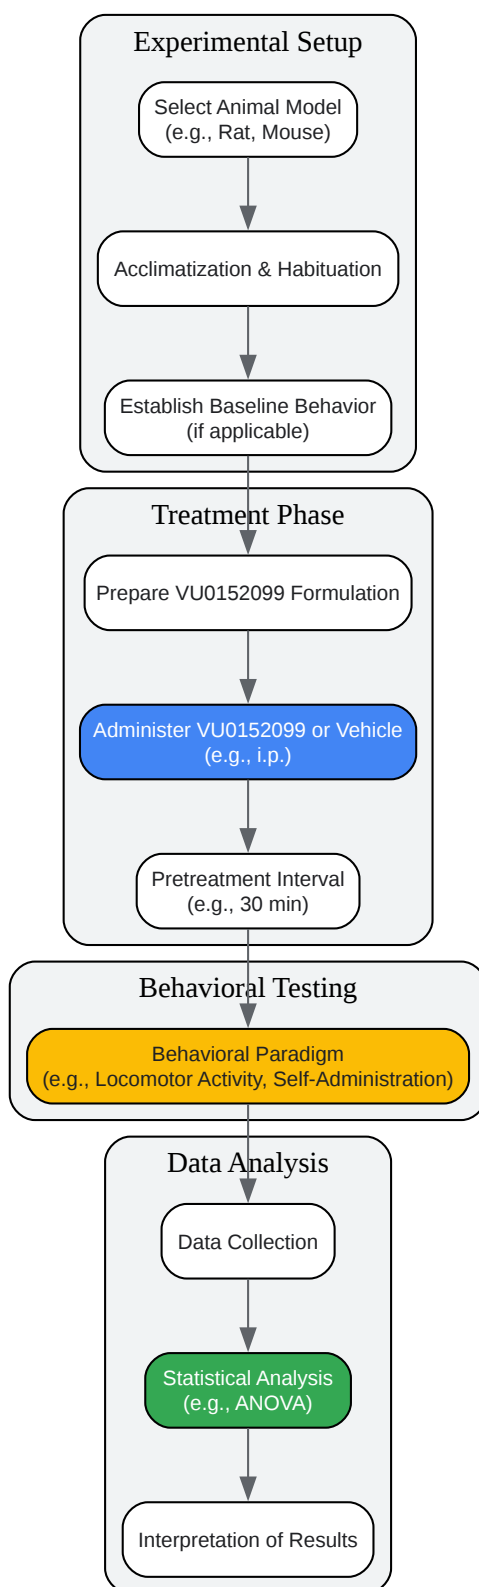 Experimental Setup
Select Animal Model
(e.g., Rat, Mouse)
Acclimatization & Habituation
Establish Baseline Behavior
(if applicable)
Treatment Phase
Prepare VU0152099 Formulation
Administer VU0152099 or Vehicle
(e.g., i.p.)
Pretreatment Interval
(e.g., 30 min)
Behavioral Testing
Behavioral Paradigm
(e.g., Locomotor Activity, Self-Administration)
Data Analysis
Data Collection
Statistical Analysis
(e.g., ANOVA)
Interpretation of Results